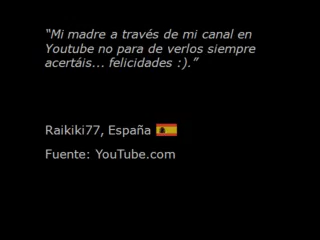 “Mi madre a través de mi canal en
Youtube no para de verlos siempre
acertáis... felicidades :).”
Raikiki77, España
Fuente: YouTube.com